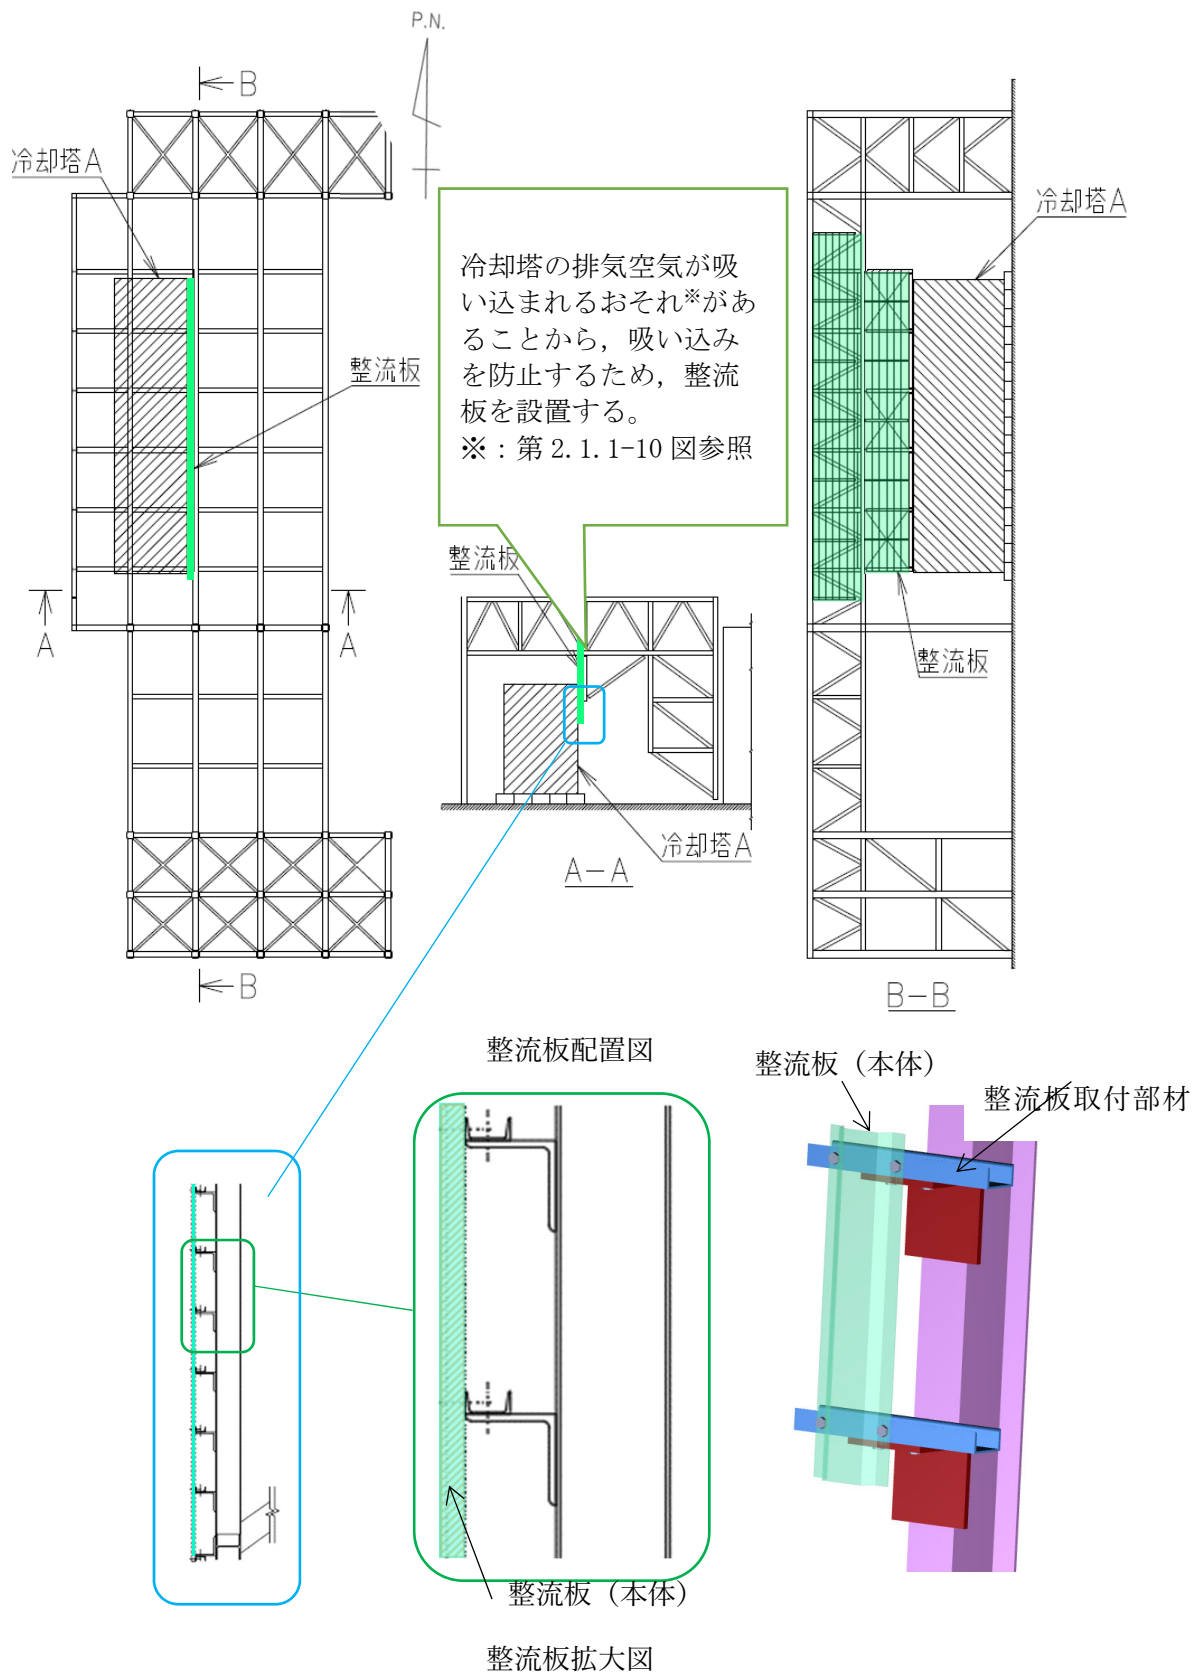 P.N.
B
冷却塔A
冷却塔A
冷却塔の排気空気が吸
い込まれるおそれ※があ
ることから，吸い込み
を防止するため，整流
板を設置する。
※：第 2.1.1-10 図参照
整流板
整流板
A
A
整流板
冷却塔A
A－A
B
B－B
整流板配置図
整流板（本体）
整流板取付部材
整流板（本体）
整流板拡大図